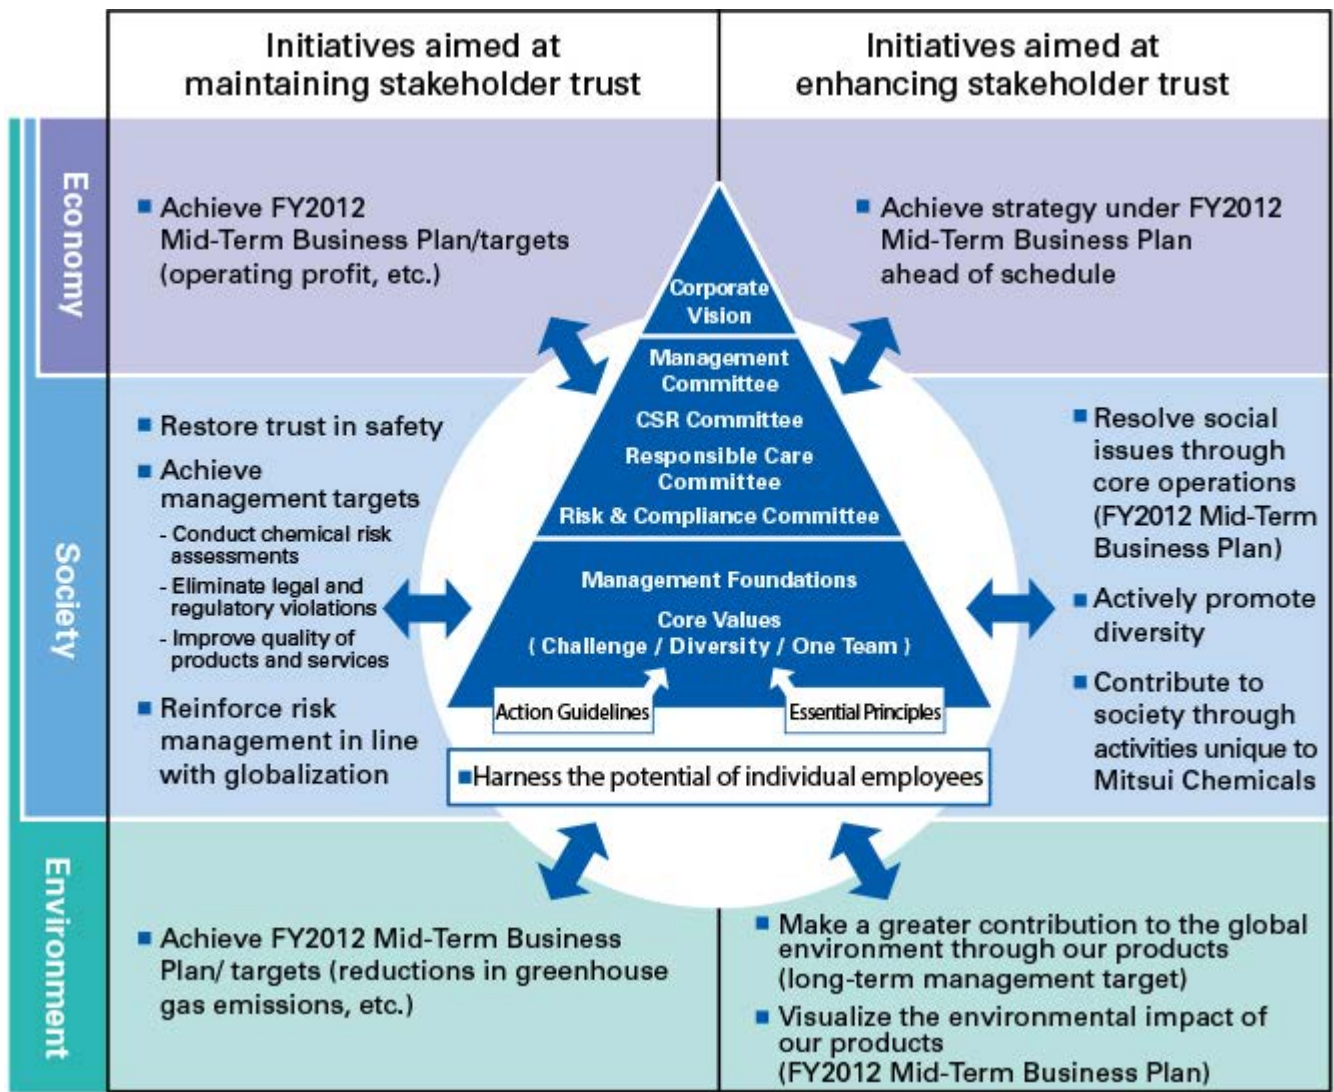 Initiatives aimed at
maintaining stakeholder trust
Initiatives aimed at
enhancing stakeholder trust
Economy
■ Achieve FY2012
Mid-Term Business Plan/targets
(operating profit, etc.)
■ Achieve strategy under FY2012
Mid-Term Business Plan
ahead of schedule
Corporate
Vision
Management
Committee
CSR Committee
Responsible Care
Committee
Risk & Compliance Committee
Management Foundations
Core Values
( Challenge / Diversity / One Team )
Action Guidelines
Essential Principles
■Harness the potential of individual employees
Society
■ Restore trust in safety
■ Achieve
management targets
- Conduct chemical risk
assessments
- Eliminate legal and
regulatory violations
- Improve quality of
products and services
■ Reinforce risk
management in line
with globalization
■ Resolve social
issues through
core operations
(FY2012 Mid-Term
Business Plan)
■ Actively promote
diversity
■ Contribute to
society through
activities unique to
Mitsui Chemicals
Environment
■ Achieve FY2012 Mid-Term Business
Plan/ targets (reductions in greenhouse
gas emissions, etc.)
■ Make a greater contribution to the global
environment through our products
(long-term management target)
■ Visualize the environmental impact of
our products
(FY2012 Mid-Term Business Plan)